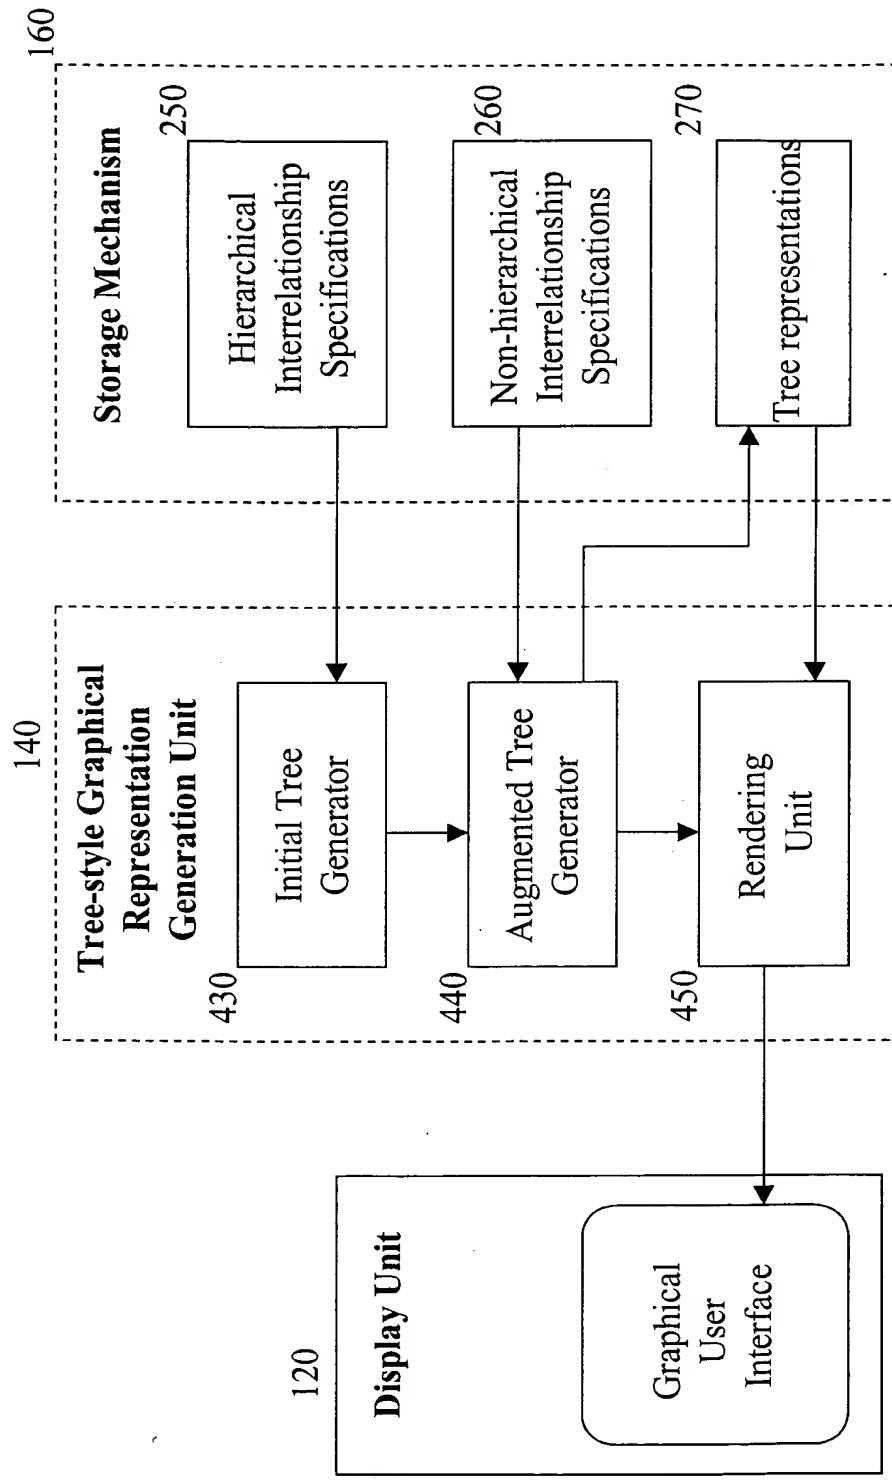 120
Display Unit
Graphical
User
Interface
140
Tree-style Graphical
Representation
Generation Unit
430
Initial Tree
Generator
440
Augmented Tree
Generator
450
Rendering
Unit
160
Storage Mechanism
250
Hierarchical
Interrelationship
Specifications
260
Non-hierarchical
Interrelationship
Specifications
270
Tree representations